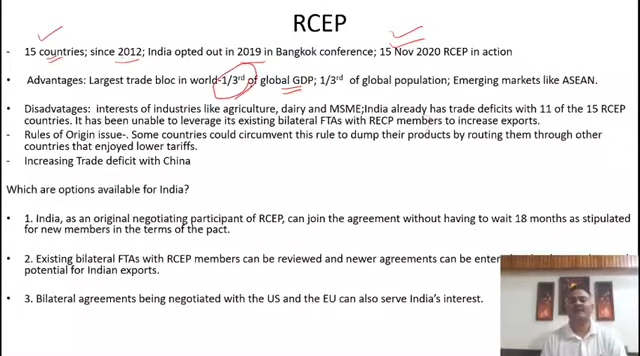 RCEP
- 15 countries; since 2012; India opted out in 2019 in Bangkok conference; 15 Nov 2020 RCEP in action
- Advantages: Largest trade bloc in world-1/3rd of global GDP; 1/3rd of global population; Emerging markets like ASEAN.
- Disadvatages: interests of industries like agriculture, dairy and MSME;India already has trade deficits with 11 of the 15 RCEP
countries. It has been unable to leverage its existing bilateral FTAs with RECP members to increase exports.
- Rules of Origin issue-. Some countries could circumvent this rule to dump their products by routing them through other
countries that enjoyed lower tariffs.
- Increasing Trade deficit with China
Which are options available for India?
• 1. India, as an original negotiating participant of RCEP, can join the agreement without having to wait 18 months as stipulated
for new members in the terms of the pact.
• 2. Existing bilateral FTAs with RCEP members can be reviewed and newer agreements can be
potential for Indian exports.
• 3. Bilateral agreements being negotiated with the US and the EU can also serve India's interest.